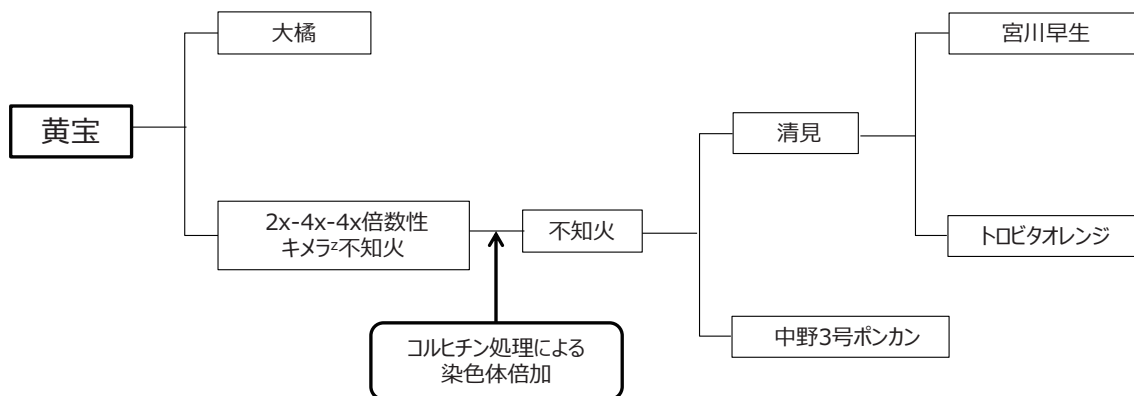 黄宝
大橘
2x-4x-4x倍数性
キメラᶻ不知火
コルヒチン処理による
染色体倍加
不知火
清見
中野3号ポンカン
宮川早生
トロビタオレンジ